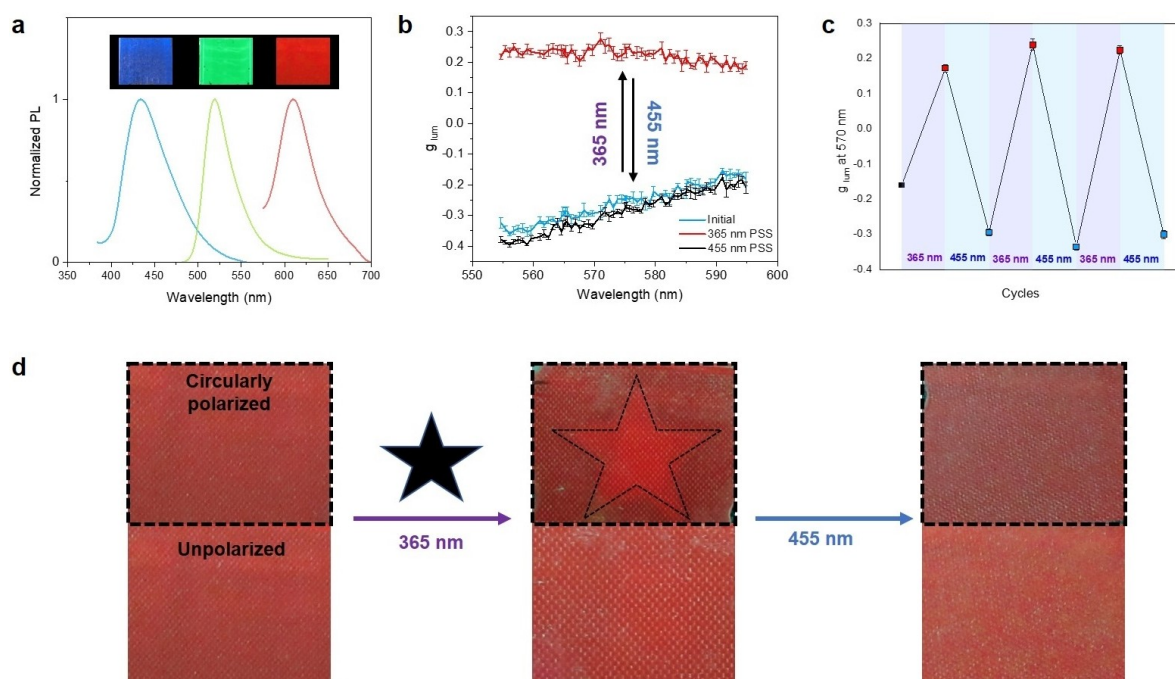 a
Normalized PL
1
0
350 400 450 500 550 600 650 700
Wavelength (nm)
b
g lum
0.3
0.2
0.1
0.0
-0.1
-0.2
-0.3
-0.4
365 nm
455 nm
Initial
365 nm PSS
455 nm PSS
550 560 570 580 590 600
Wavelength (nm)
c
g lum at 570 nm
0.3
0.2
0.1
0.0
-0.1
-0.2
-0.3
-0.4
365 nm 455 nm 365 nm 455 nm 365 nm 455 nm
Cycles
d
Circularly
polarized
Unpolarized
365 nm
455 nm